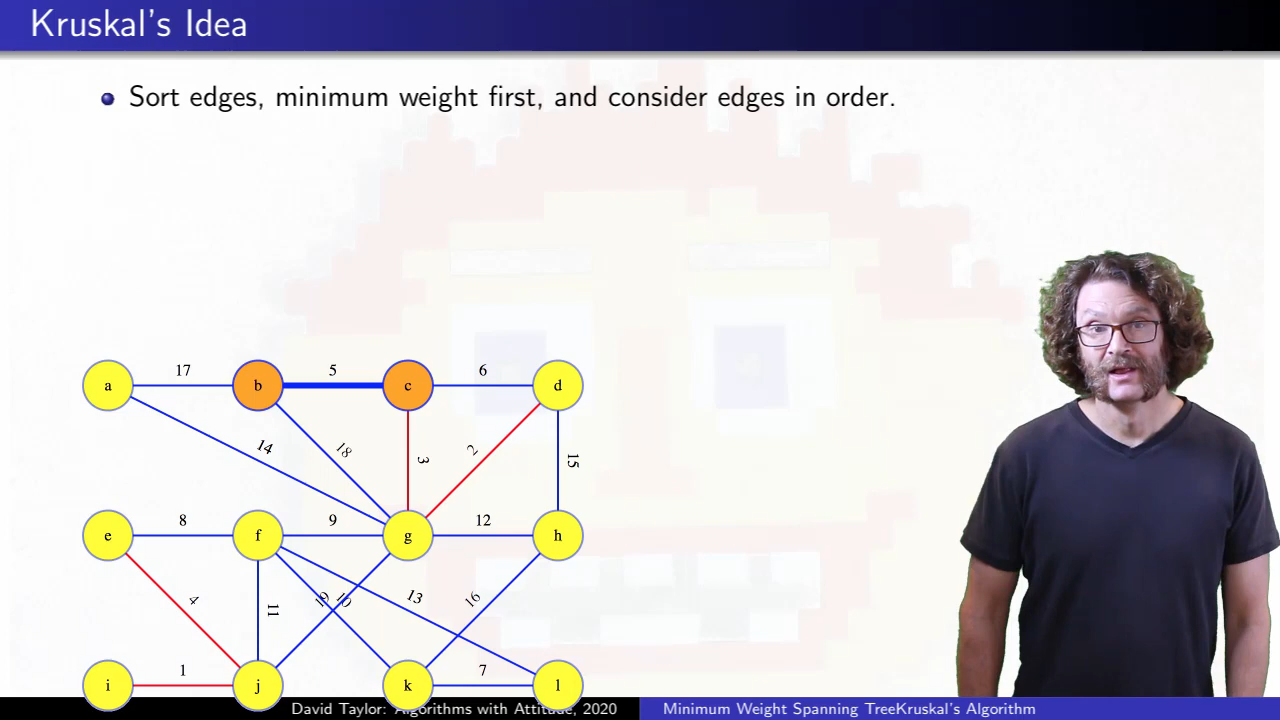 Kruskal's Idea
Sort edges, minimum weight first, and consider edges in order.
17 5 6
a b c d
14 18 3 2 15
8 9 12
e f g h
4 11 19 10 13 16
1 7
i j k l
David Taylor: Algorithms with Attitude, 2020 Minimum Weight Spanning TreeKruskal's Algorithm